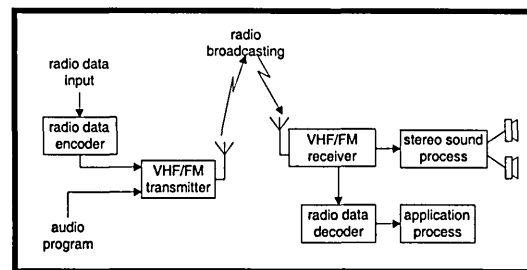 radio
broadcasting
radio data
input
radio data
encoder
VHF/FM
transmitter
audio
program
VHF/FM
receiver
stereo sound
process
radio data
decoder
application
process